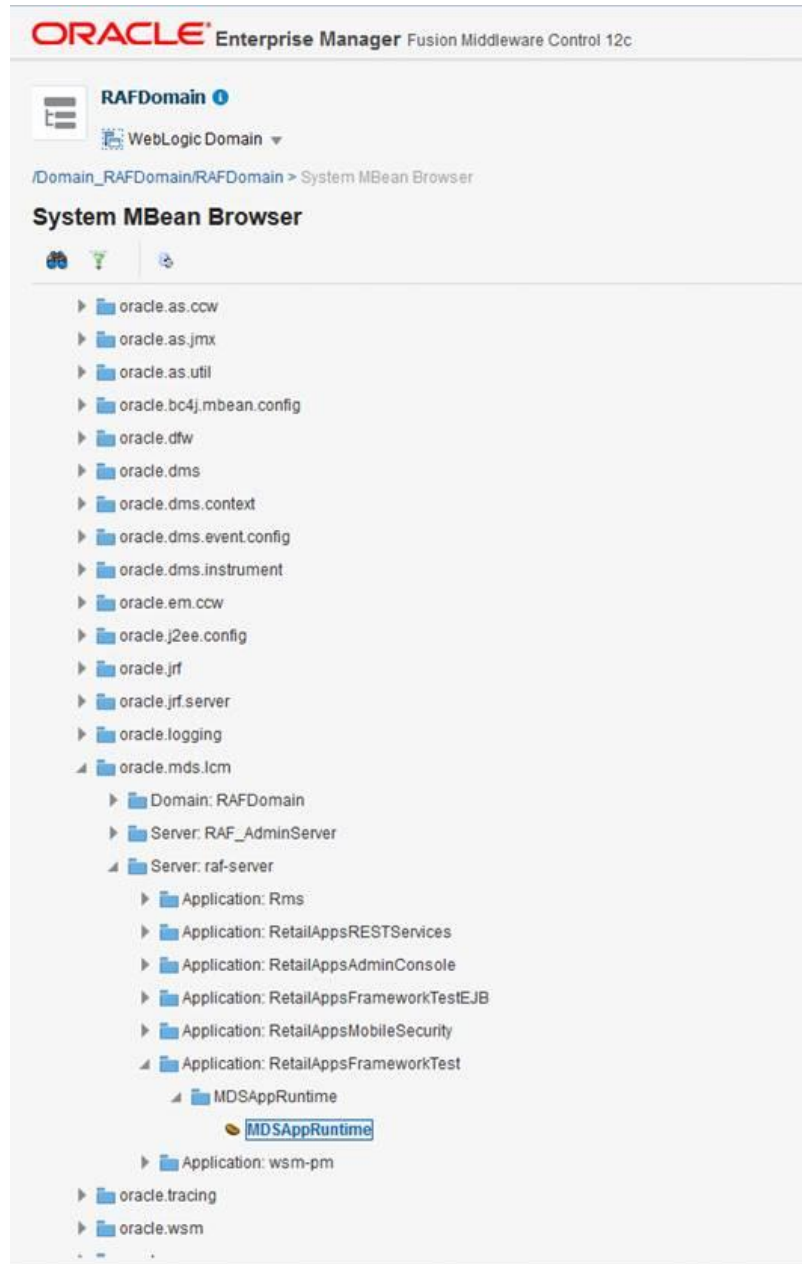 ORACLE Enterprise Manager Fusion Middleware Control 12c
RAFDomain
WebLogic Domain
/Domain_RAFDomain/RAFDomain > System MBean Browser
System MBean Browser
oracle.as.ccw
oracle.as.jmx
oracle.as.util
oracle.bc4j.mbean.config
oracle.dfw
oracle.dms
oracle.dms.context
oracle.dms.event.config
oracle.dms.instrument
oracle.em.ccw
oracle.j2ee.config
oracle.jrf
oracle.jrf.server
oracle.logging
oracle.mds.lcm
Domain: RAFDomain
Server: RAF_AdminServer
Server: raf-server
Application: Rms
Application: RetailAppsRESTServices
Application: RetailAppsAdminConsole
Application: RetailAppsFrameworkTestEJB
Application: RetailAppsMobileSecurity
Application: RetailAppsFrameworkTest
MDSAppRuntime
MDSAppRuntime
Application: wsm-pm
oracle.tracing
oracle.wsm